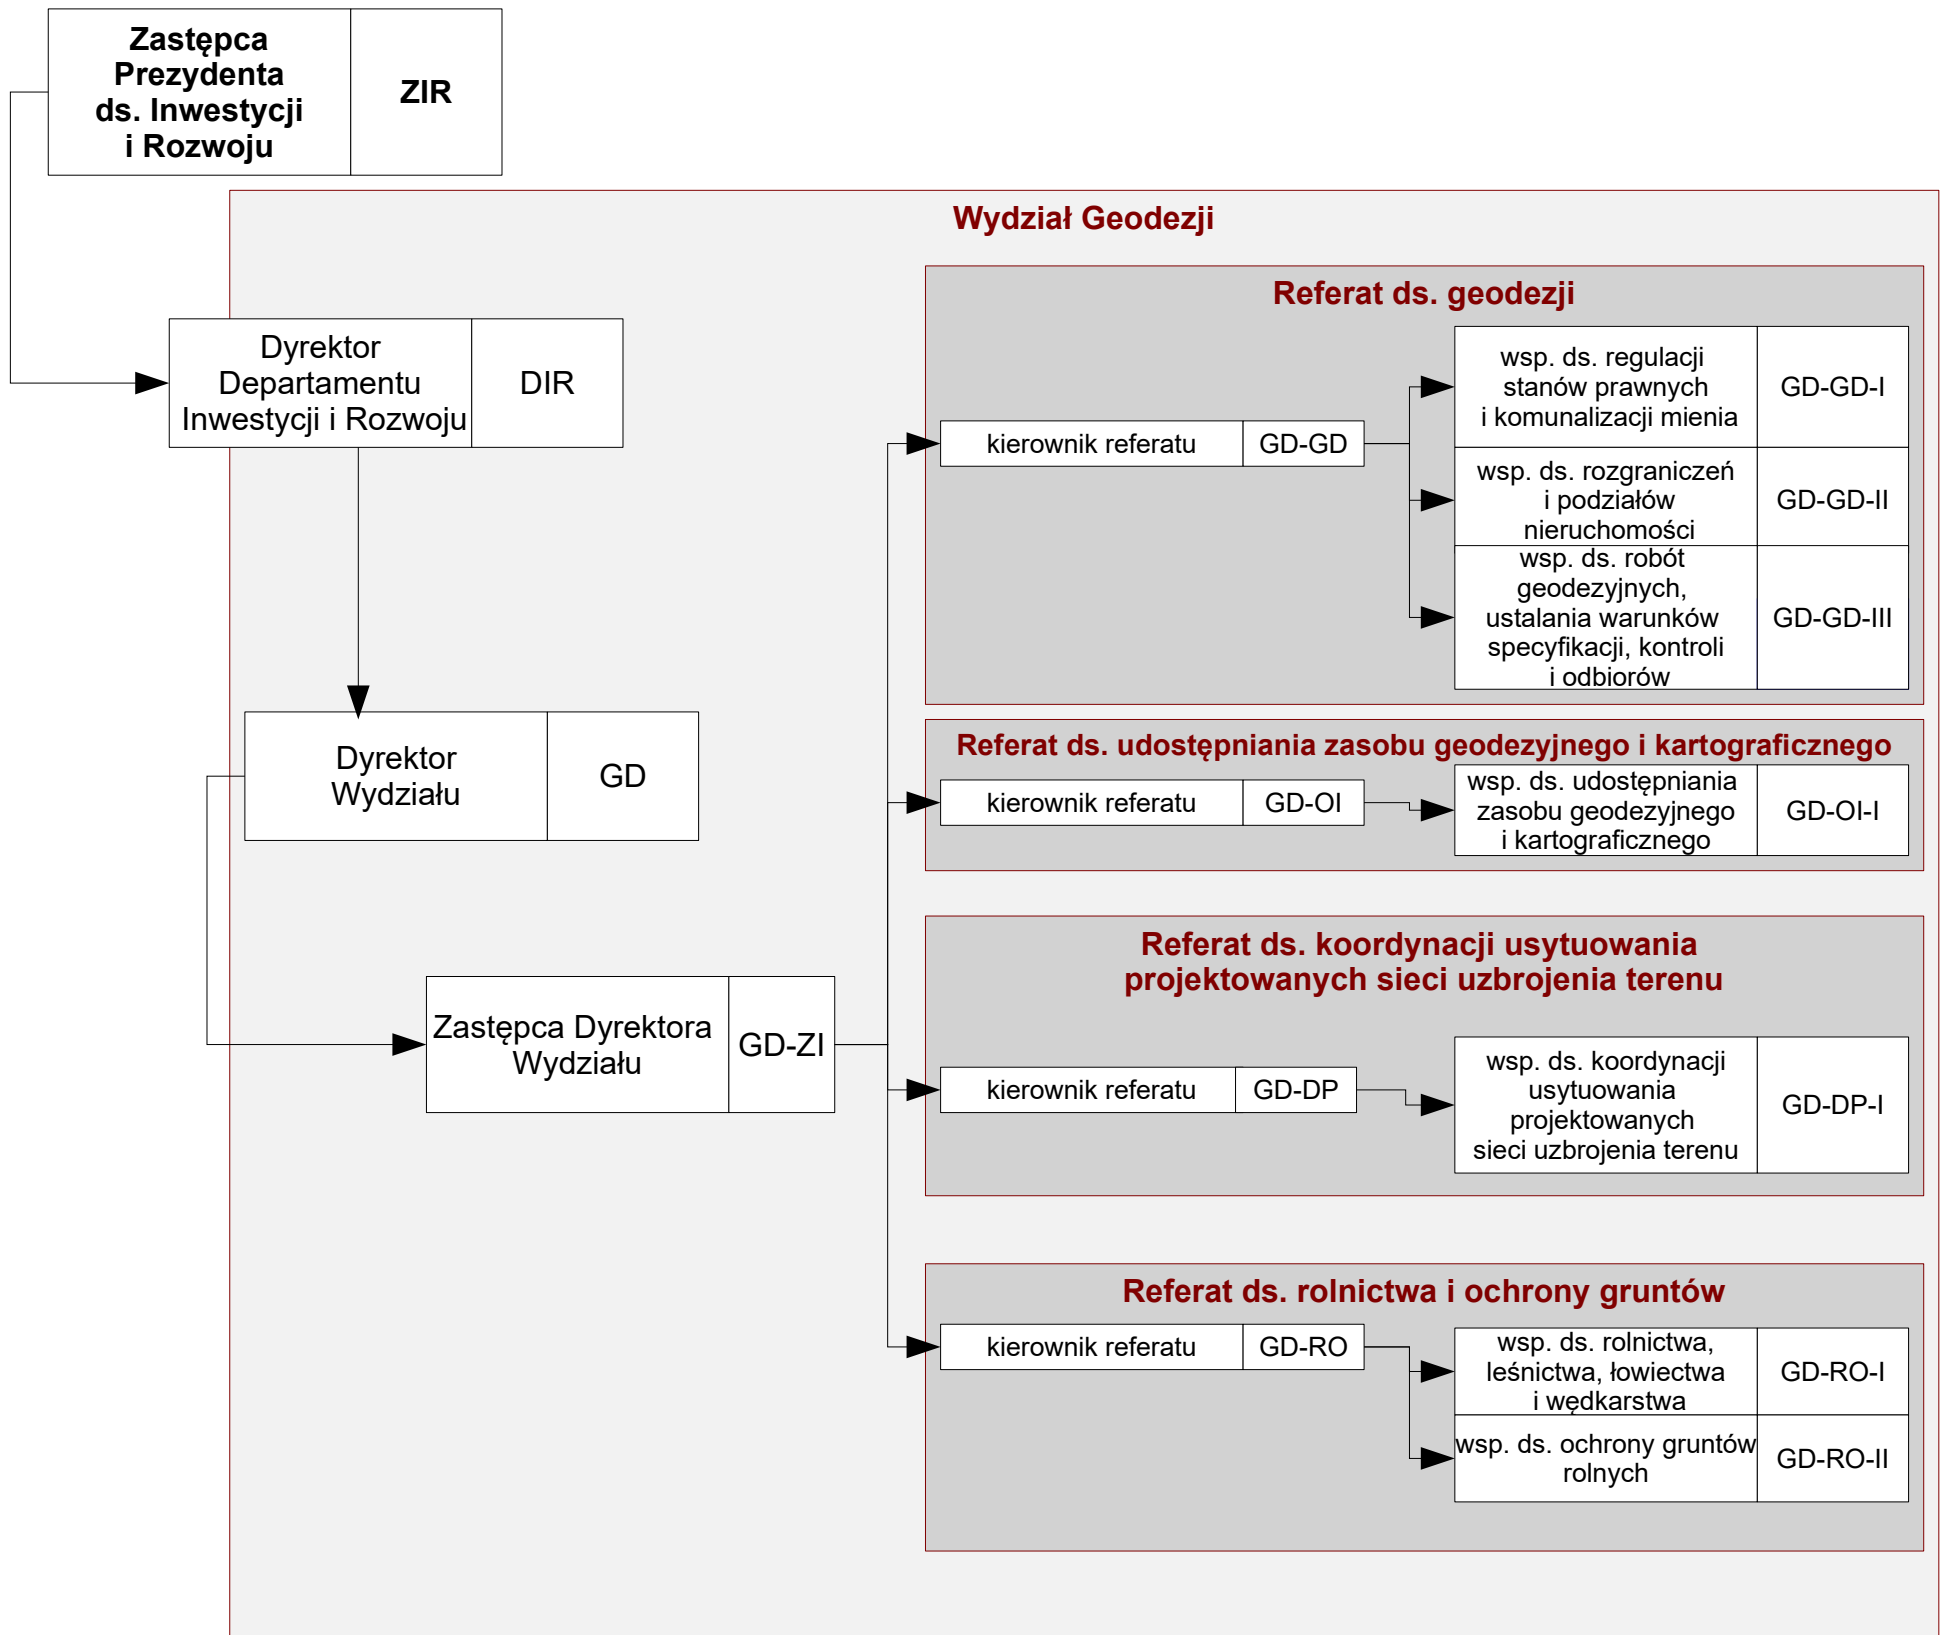 Zastępca
Prezydenta
ds. Inwestycji
i Rozwoju
ZIR
Wydział Geodezji
Dyrektor
Departamentu
Inwestycji i Rozwoju
DIR
Dyrektor
Wydziału
GD
Zastępca Dyrektora
Wydziału
GD-ZI
Referat ds. geodezji
kierownik referatu
GD-GD
wsp. ds. regulacji
stanów prawnych
i komunalizacji mienia
GD-GD-I
wsp. ds. rozgraniczeń
i podziałów
nieruchomości
GD-GD-II
wsp. ds. robót
geodezyjnych,
ustalania warunków
specyfikacji, kontroli
i odbiorów
GD-GD-III
Referat ds. udostępniania zasobu geodezyjnego i kartograficznego
kierownik referatu
GD-OI
wsp. ds. udostępniania
zasobu geodezyjnego
i kartograficznego
GD-OI-I
Referat ds. koordynacji usytuowania
projektowanych sieci uzbrojenia terenu
kierownik referatu
GD-DP
wsp. ds. koordynacji
usytuowania
projektowanych
sieci uzbrojenia terenu
GD-DP-I
Referat ds. rolnictwa i ochrony gruntów
kierownik referatu
GD-RO
wsp. ds. rolnictwa,
leśnictwa, łowiectwa
i wędkarstwa
GD-RO-I
wsp. ds. ochrony gruntów
rolnych
GD-RO-II